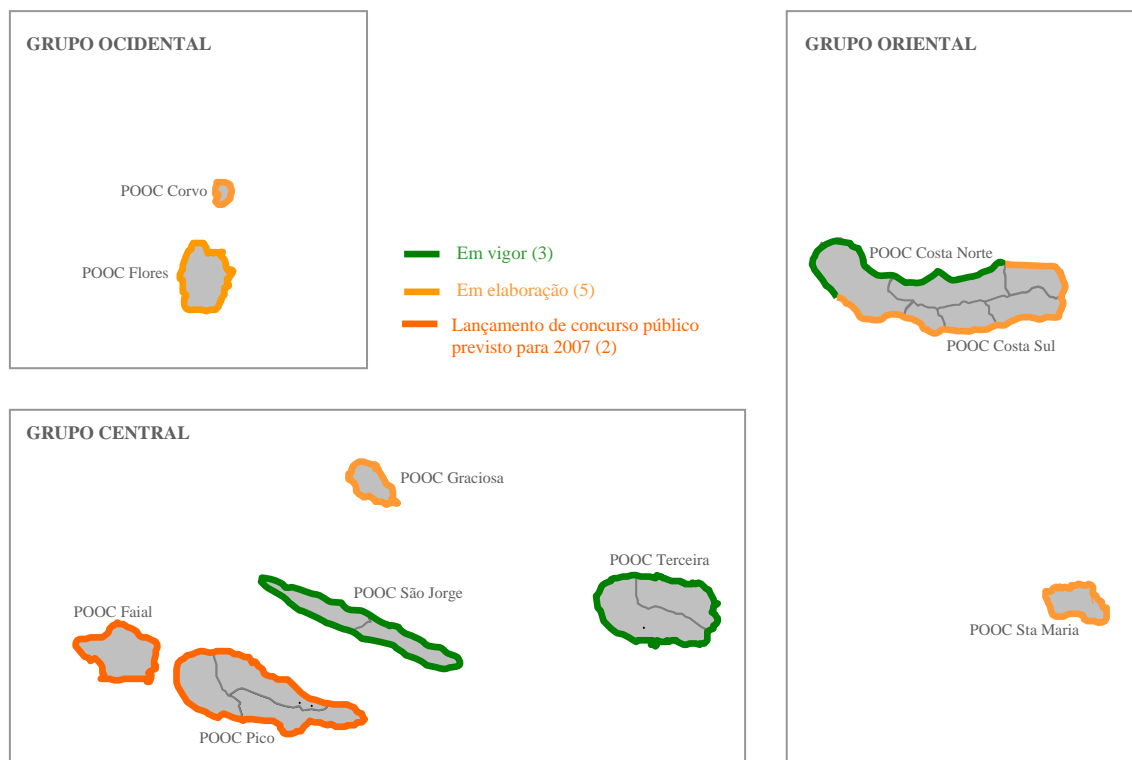 GRUPO OCIDENTAL
POOC Corvo
POOC Flores
Em vigor (3)
Em elaboração (5)
Lançamento de concurso público
previsto para 2007 (2)
GRUPO ORIENTAL
POOC Costa Norte
POOC Costa Sul
POOC Sta Maria
GRUPO CENTRAL
POOC Graciosa
POOC Terceira
POOC São Jorge
POOC Faial
POOC Pico